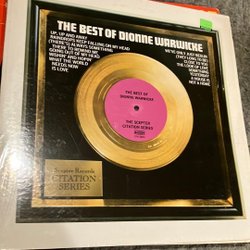 THE BEST OF DIONNE WARWICKE
UP, UP AND AWAY
RAINDROPS KEEP FALLING ON MY HEAD
(THERE'S) ALWAYS SOMETHING
THERE TO REMIND ME
GOING OUT OF MY HEAD
WISHIN' AND HOPIN'
WHAT THE WORLD
NEEDS NOW
IS LOVE
WE'VE ONLY JUST BEGUN
(THEY LONG TO BE)
CLOSE TO YOU
THE LOOK OF LOVE
SOMETHING
YESTERDAY
A HOUSE IS
NOT A HOME
THE BEST OF
DIONNE WARWICKE
THE SCEPTER
CITATION SERIES
Scepter Records
CITATION
SERIES